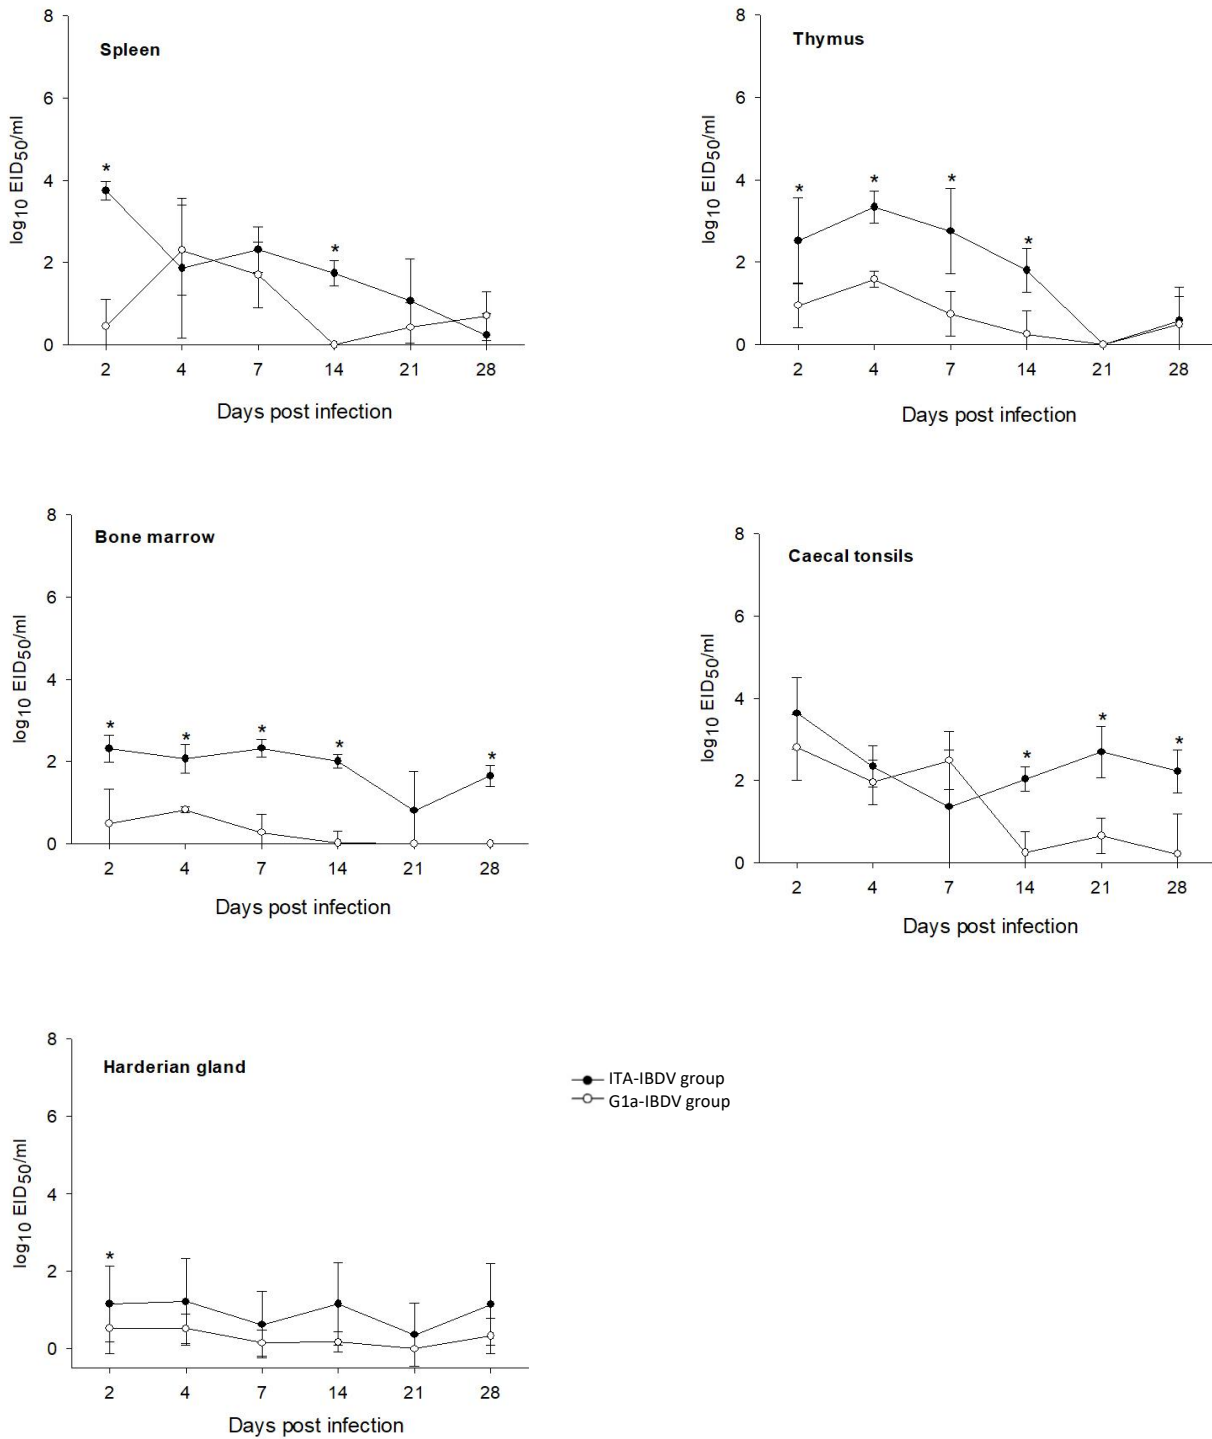 Spleen
log10 EID50/ml
8
6
4
2
0
*
*
2 4 7 14 21 28
Days post infection
Thymus
log10 EID50/ml
8
6
4
2
0
*
*
*
*
2 4 7 14 21 28
Days post infection
Bone marrow
log10 EID50/ml
8
6
4
2
0
*
*
*
*
*
2 4 7 14 21 28
Days post infection
Caecal tonsils
log10 EID50/ml
8
6
4
2
0
*
*
*
2 4 7 14 21 28
Days post infection
Harderian gland
log10 EID50/ml
8
6
4
2
0
*
2 4 7 14 21 28
Days post infection
ITA-IBDV group
G1a-IBDV group